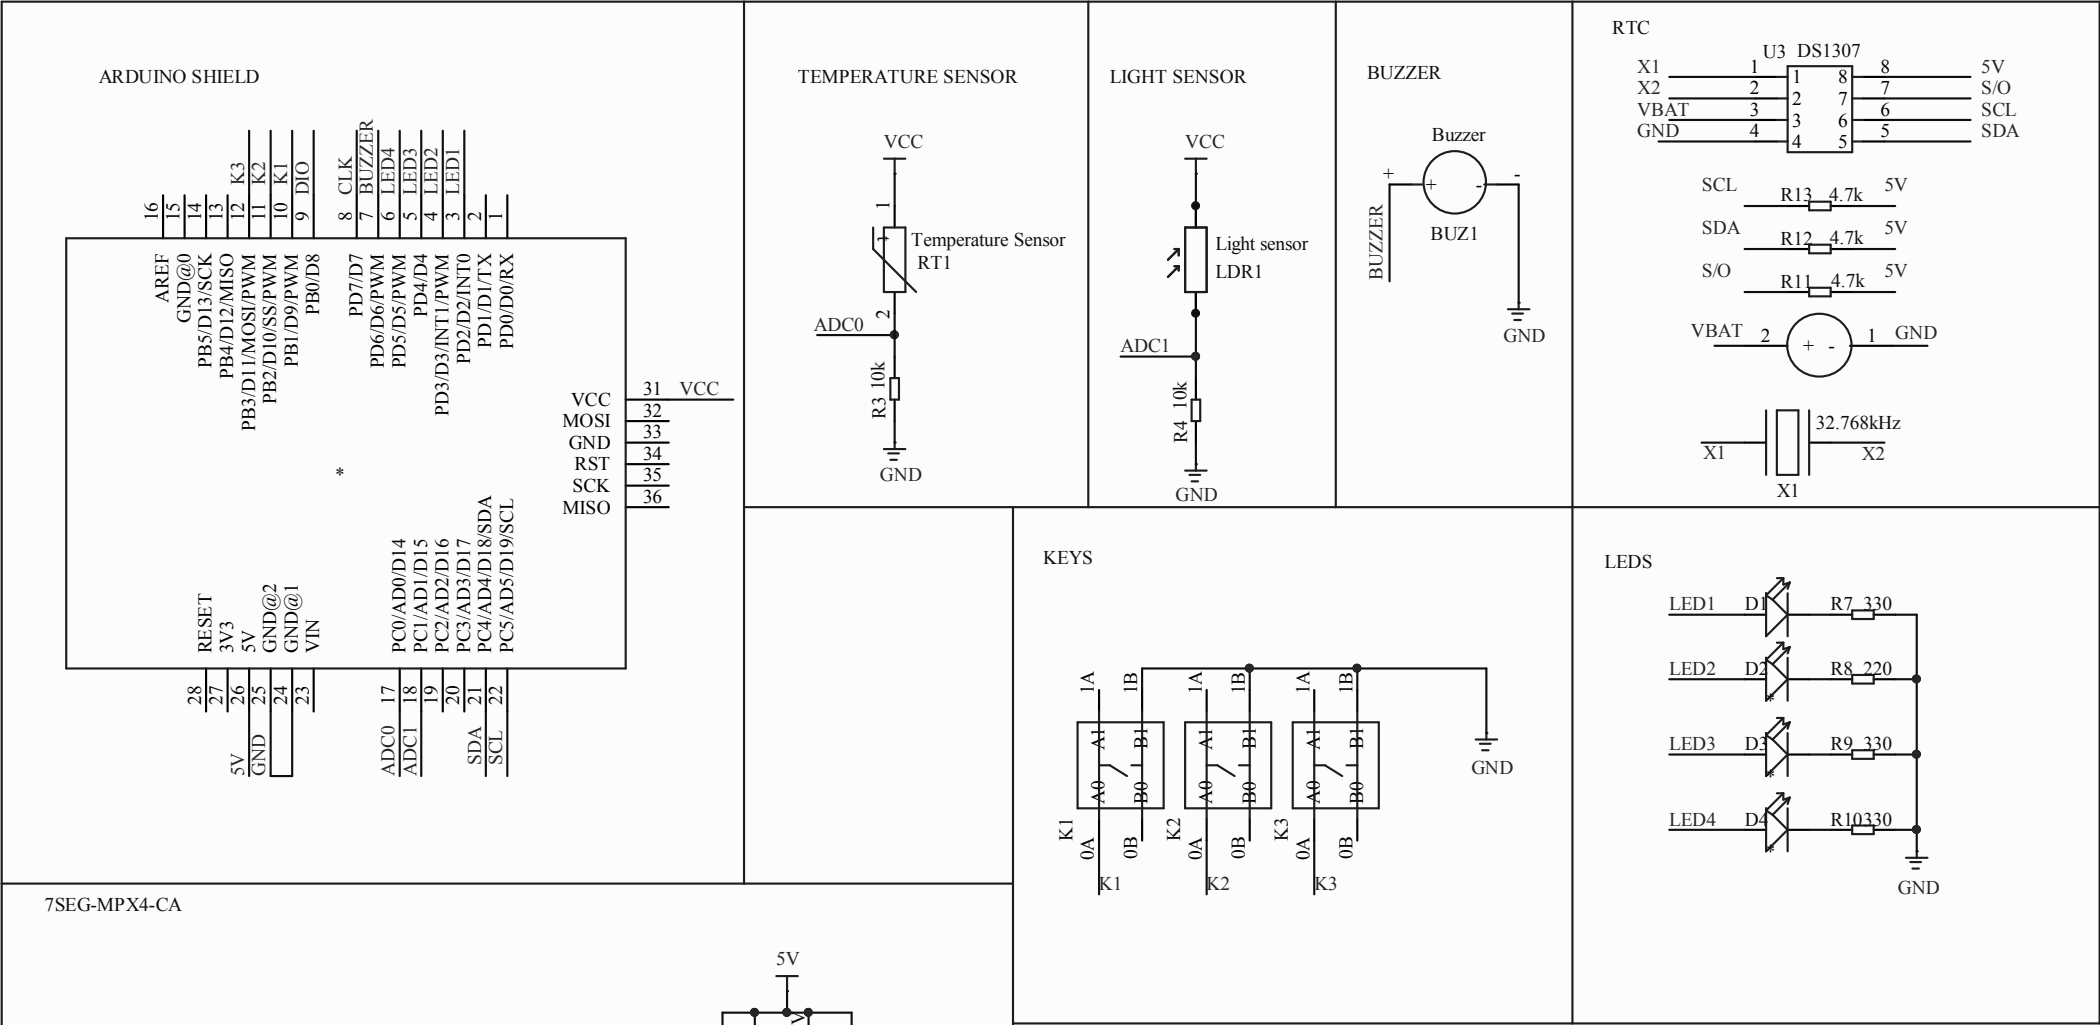 ARDUINO SHIELD
K3
K2
K1
DIO
CLK
BUZZER
LED4
LED3
LED2
LED1
16
15
14
13
12
11
10
9
8
7
6
5
4
3
2
1
AREF
GND@0
PB5/D13/SCK
PB4/D12/MISO
PB3/D11/MOSI/PWM
PB2/D10/SS/PWM
PB1/D9/PWM
PB0/D8
PD7/D7
PD6/D6/PWM
PD5/D5/PWM
PD4/D4
PD3/D3/INT1/PWM
PD2/D2/INT0
PD1/D1/TX
PD0/D0/RX
VCC 31 VCC
MOSI 32
GND 33
RST 34
SCK 35
MISO 36
*
RESET
3V3
5V
GND@2
GND@1
VIN
PC0/AD0/D14
PC1/AD1/D15
PC2/AD2/D16
PC3/AD3/D17
PC4/AD4/D18/SDA
PC5/AD5/D19/SCL
28
27
26
25
24
23
17
18
19
20
21
22
5V
GND
ADC0
ADC1
SDA
SCL
TEMPERATURE SENSOR
VCC
1
Temperature Sensor
RT1
2
ADC0
R3 10k
GND
LIGHT SENSOR
VCC
Light sensor
LDR1
ADC1
R4 10k
GND
BUZZER
Buzzer
+ + - -
BUZZER
BUZ1
GND
RTC
U3 DS1307
X1 1 1 8 8 5V
X2 2 2 7 7 S/O
VBAT 3 3 6 6 SCL
GND 4 4 5 5 SDA
SCL R13 4.7k 5V
SDA R12 4.7k 5V
S/O R11 4.7k 5V
VBAT 2 + - 1 GND
32.768kHz
X1 X2
X1
KEYS
1A 1B 1A 1B 1A 1B
A1 B1 A1 B1 A1 B1
A0 B0 A0 B0 A0 B0
K1 K2 K3
0A 0B 0A 0B 0A 0B
K1 K2 K3
GND
LEDS
LED1 D1 R7 330
LED2 D2 R8 220
LED3 D3 R9 330
LED4 D4 R10330
GND
7SEG-MPX4-CA
5V